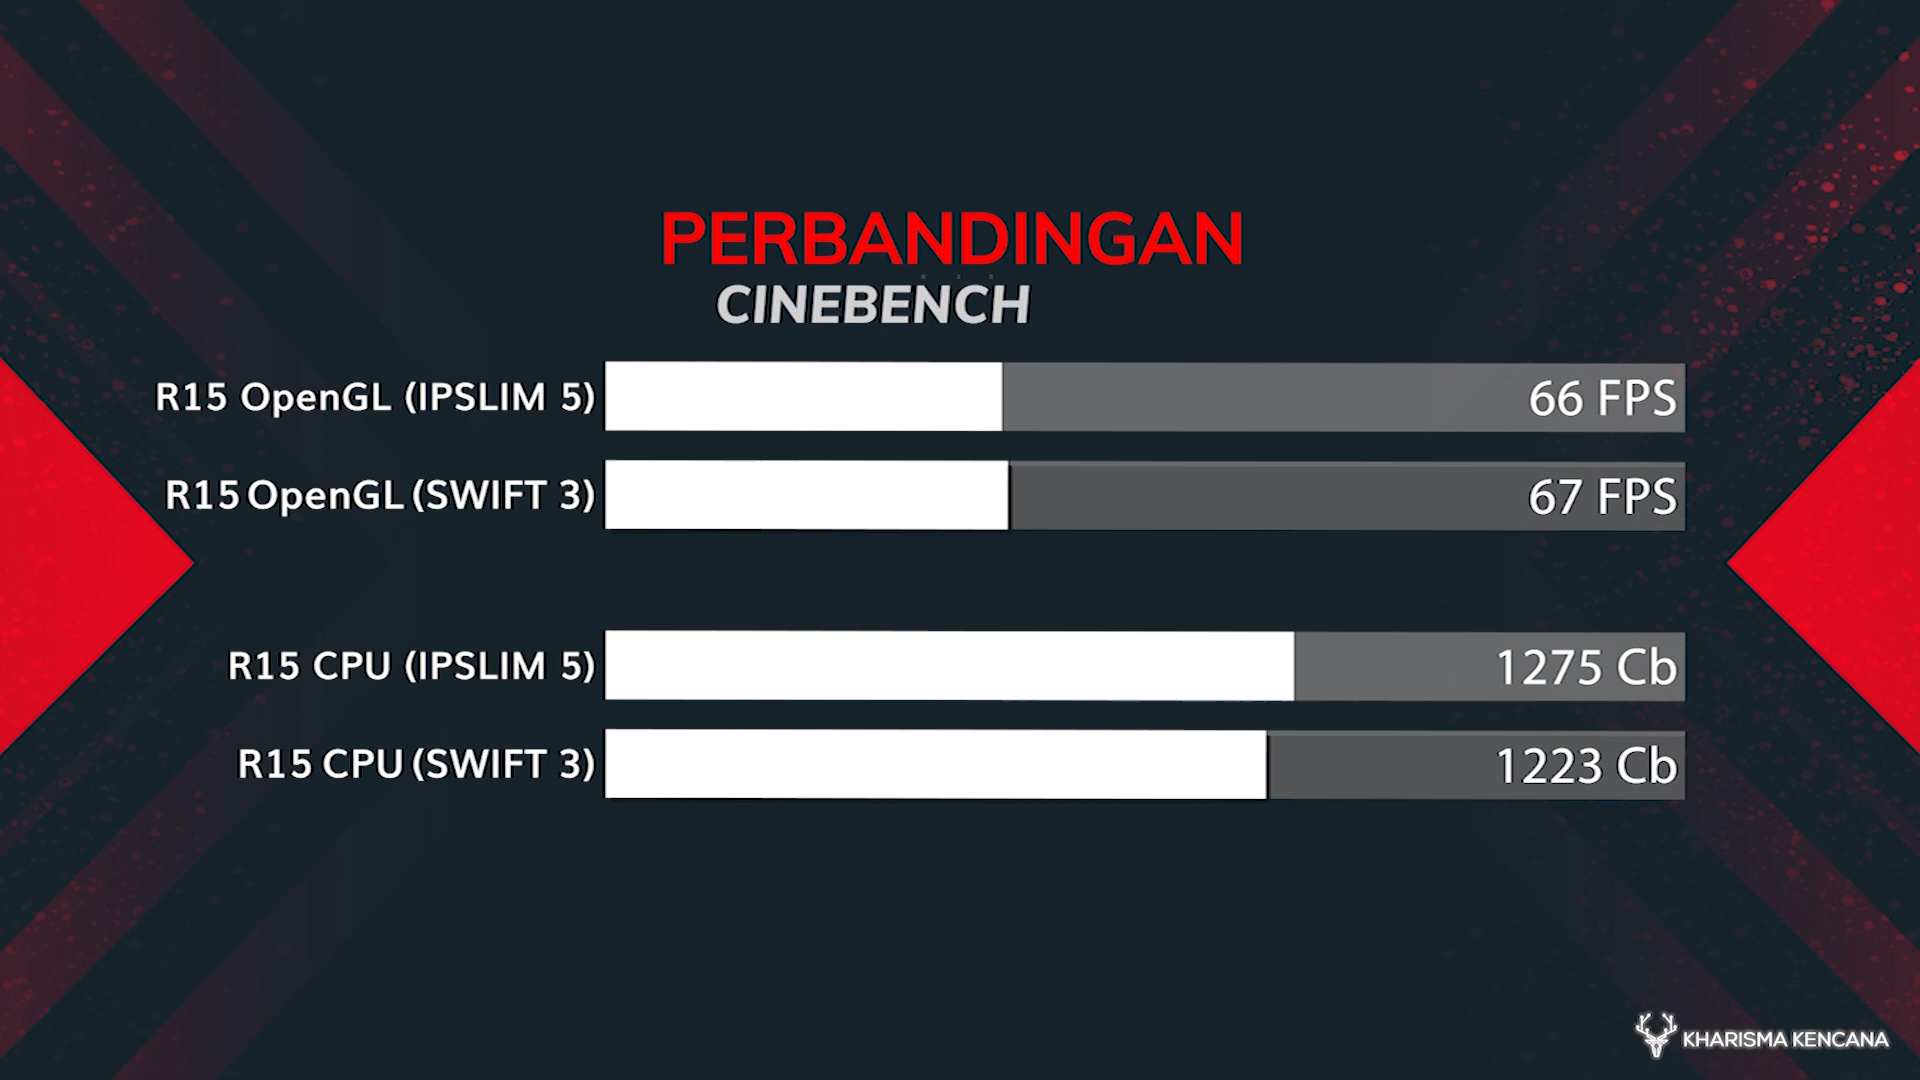 PERBANDINGAN
CINEBENCH
R15 OpenGL (IPSLIM 5) 66 FPS
R15 OpenGL (SWIFT 3) 67 FPS
R15 CPU (IPSLIM 5) 1275 Cb
R15 CPU (SWIFT 3) 1223 Cb
KHARISMA KENCANA